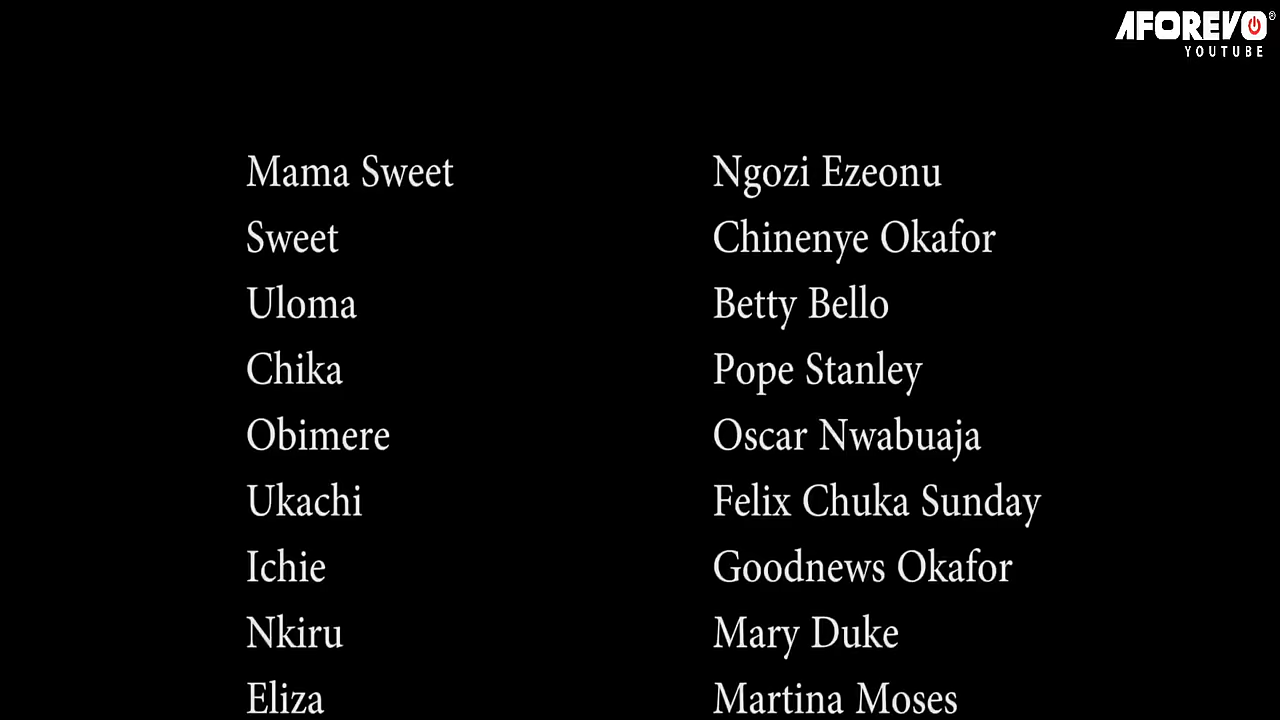 AFOREVO®
YOUTUBE
Mama Sweet Ngozi Ezeonu
Sweet Chinenye Okafor
Uloma Betty Bello
Chika Pope Stanley
Obimere Oscar Nwabuaja
Ukachi Felix Chuka Sunday
Ichie Goodnews Okafor
Nkiru Mary Duke
Eliza Martina Moses